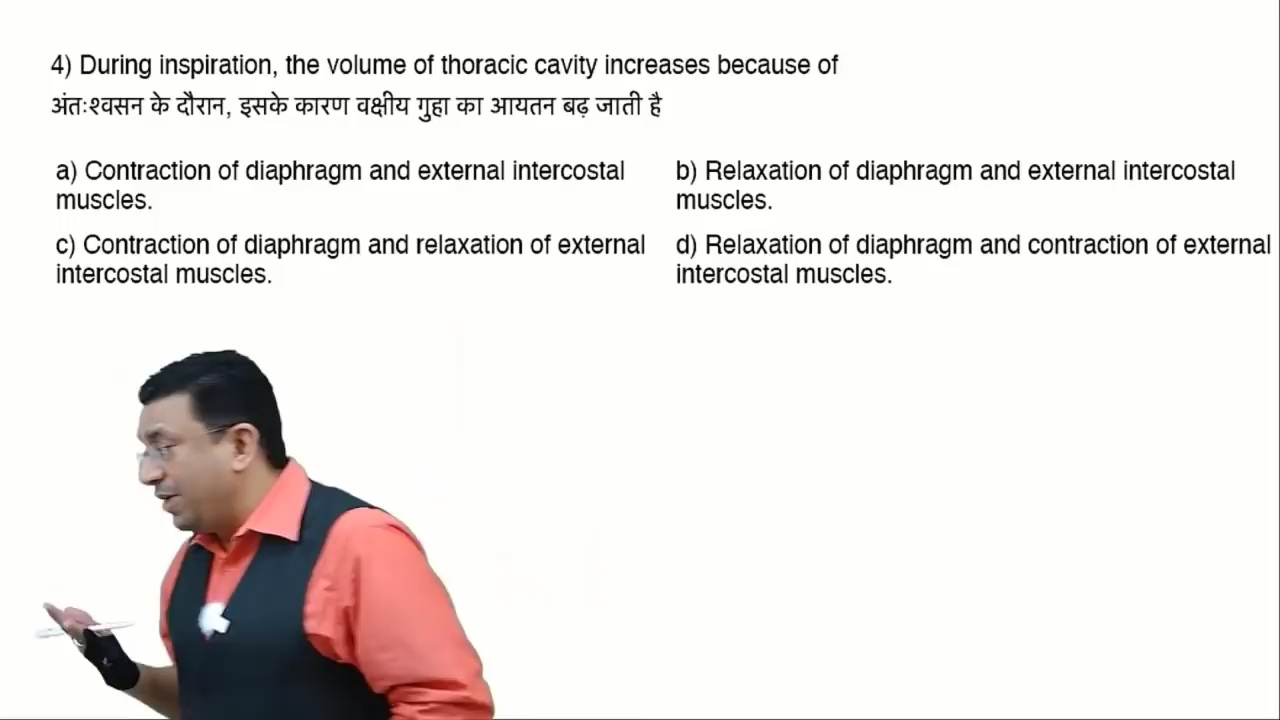 4) During inspiration, the volume of thoracic cavity increases because of
अंतःश्वसन के दौरान, इसके कारण वक्षीय गुहा का आयतन बढ़ जाती है
a) Contraction of diaphragm and external intercostal
muscles.
b) Relaxation of diaphragm and external intercostal
muscles.
c) Contraction of diaphragm and relaxation of external
intercostal muscles.
d) Relaxation of diaphragm and contraction of external
intercostal muscles.